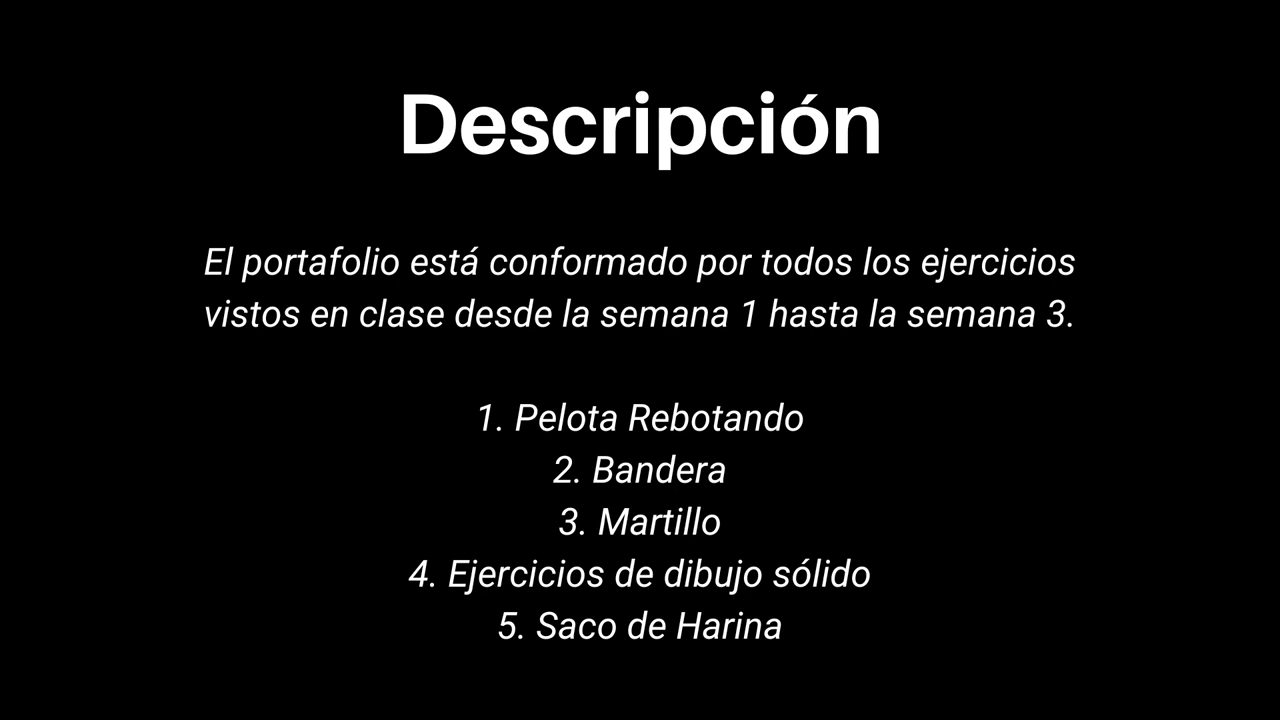 Descripción
El portafolio está conformado por todos los ejercicios
vistos en clase desde la semana 1 hasta la semana 3.
1. Pelota Rebotando
2. Bandera
3. Martillo
4. Ejercicios de dibujo sólido
5. Saco de Harina